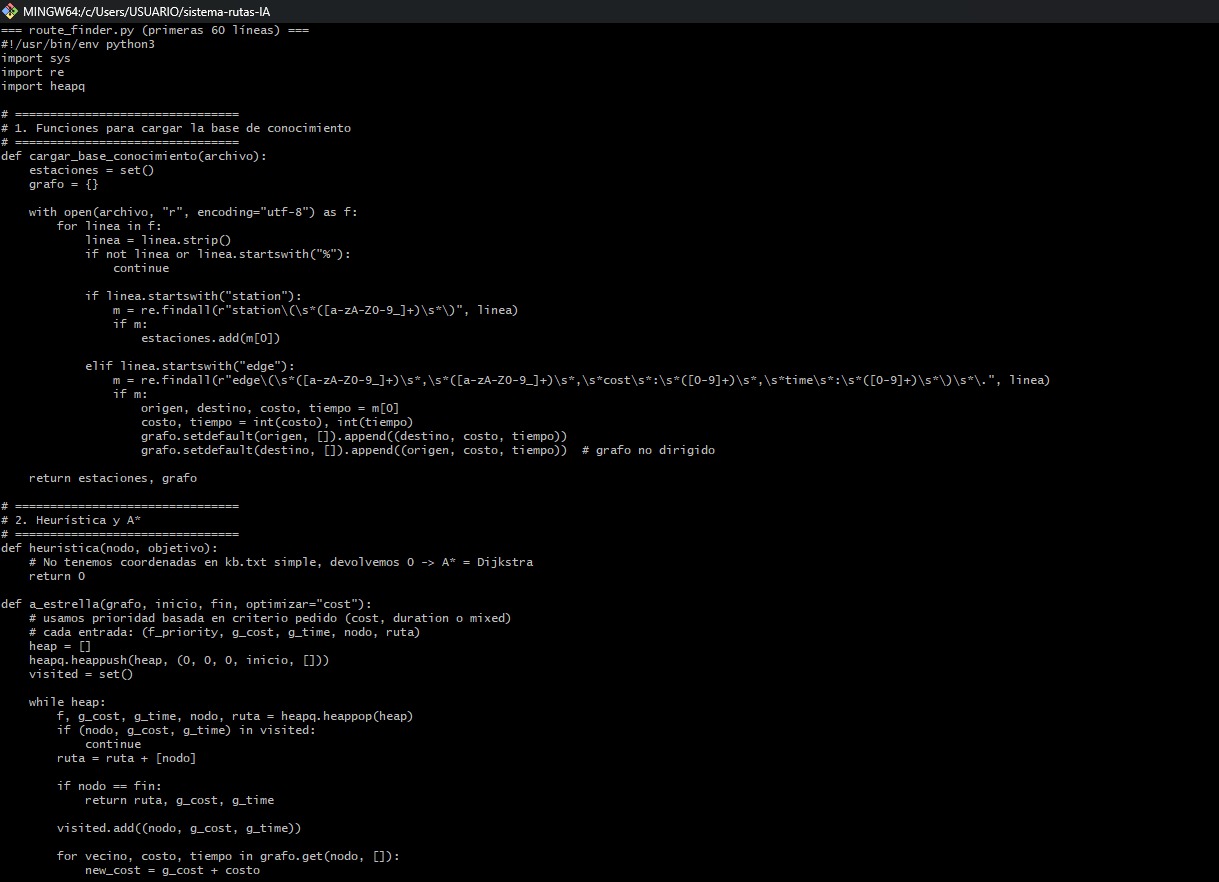 MINGW64:/c/Users/USUARIO/sistema-rutas-IA
=== route_finder.py (primeras 60 líneas) ===
#!/usr/bin/env python3
import sys
import re
import heapq

# ================================
# 1. Funciones para cargar la base de conocimiento
# ================================
def cargar_base_conocimiento(archivo):
    estaciones = set()
    grafo = {}

    with open(archivo, "r", encoding="utf-8") as f:
        for linea in f:
            linea = linea.strip()
            if not linea or linea.startswith("%"):
                continue

            if linea.startswith("station"):
                m = re.findall(r"station\(\s*([a-zA-Z0-9_]+)\s*\)", linea)
                if m:
                    estaciones.add(m[0])

            elif linea.startswith("edge"):
                m = re.findall(r"edge\(\s*([a-zA-Z0-9_]+)\s*,\s*([a-zA-Z0-9_]+)\s*,\s*cost\s*:\s*([0-9]+)\s*,\s*time\s*:\s*([0-9]+)\s*\)\s*\.", linea)
                if m:
                    origen, destino, costo, tiempo = m[0]
                    costo, tiempo = int(costo), int(tiempo)
                    grafo.setdefault(origen, []).append((destino, costo, tiempo))
                    grafo.setdefault(destino, []).append((origen, costo, tiempo))  # grafo no dirigido

    return estaciones, grafo

# ================================
# 2. Heurística y A*
# ================================
def heuristica(nodo, objetivo):
    # No tenemos coordenadas en kb.txt simple, devolvemos 0 -> A* = Dijkstra
    return 0

def a_estrella(grafo, inicio, fin, optimizar="cost"):
    # usamos prioridad basada en criterio pedido (cost, duration o mixed)
    # cada entrada: (f_priority, g_cost, g_time, nodo, ruta)
    heap = []
    heapq.heappush(heap, (0, 0, 0, inicio, []))
    visited = set()

    while heap:
        f, g_cost, g_time, nodo, ruta = heapq.heappop(heap)
        if (nodo, g_cost, g_time) in visited:
            continue
        ruta = ruta + [nodo]

        if nodo == fin:
            return ruta, g_cost, g_time

        visited.add((nodo, g_cost, g_time))

        for vecino, costo, tiempo in grafo.get(nodo, []):
            new_cost = g_cost + costo